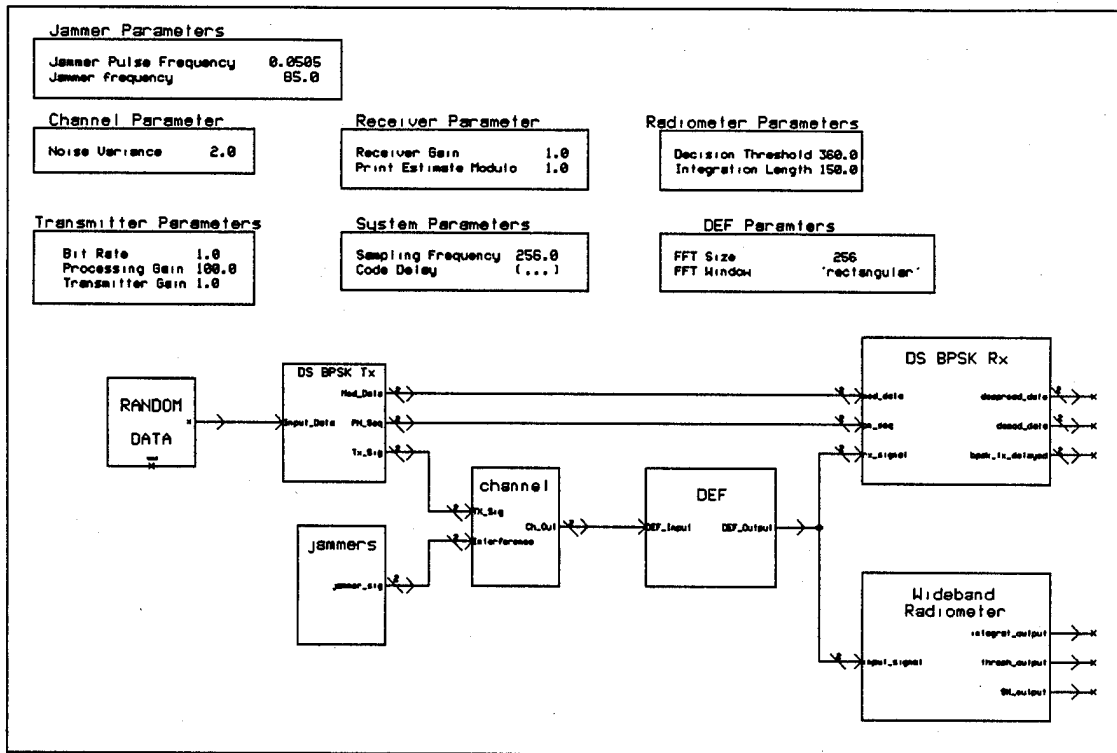 Jammer Parameters
Jammer Pulse Frequency 0.0505
Jammer frequency 85.0
Channel Parameter
Noise Variance 2.0
Receiver Parameter
Receiver Gain 1.0
Print Estimate Modulo 1.0
Radiometer Parameters
Decision Threshold 360.0
Integration Length 150.0
Transmitter Parameters
Bit Rate 1.0
Processing Gain 100.0
Transmitter Gain 1.0
System Parameters
Sampling Frequency 256.0
Code Delay (...)
DEF Paramters
FFT Size 256
FFT Window 'rectangular'
RANDOM
DATA
x
DS BPSK Tx
Input_Data
Mod_Data
PN_Seq
Tx_Sig
jammers
jammer_sig
channel
TX_Sig
Interference
Ch_Out
DEF
DEF_Input
DEF_Output
DS BPSK Rx
mod_data
pn_seq
rx_signal
despread_data
demod_data
bpsk_tx_delayed
Wideband
Radiometer
input_signal
integrat_output
thresh_output